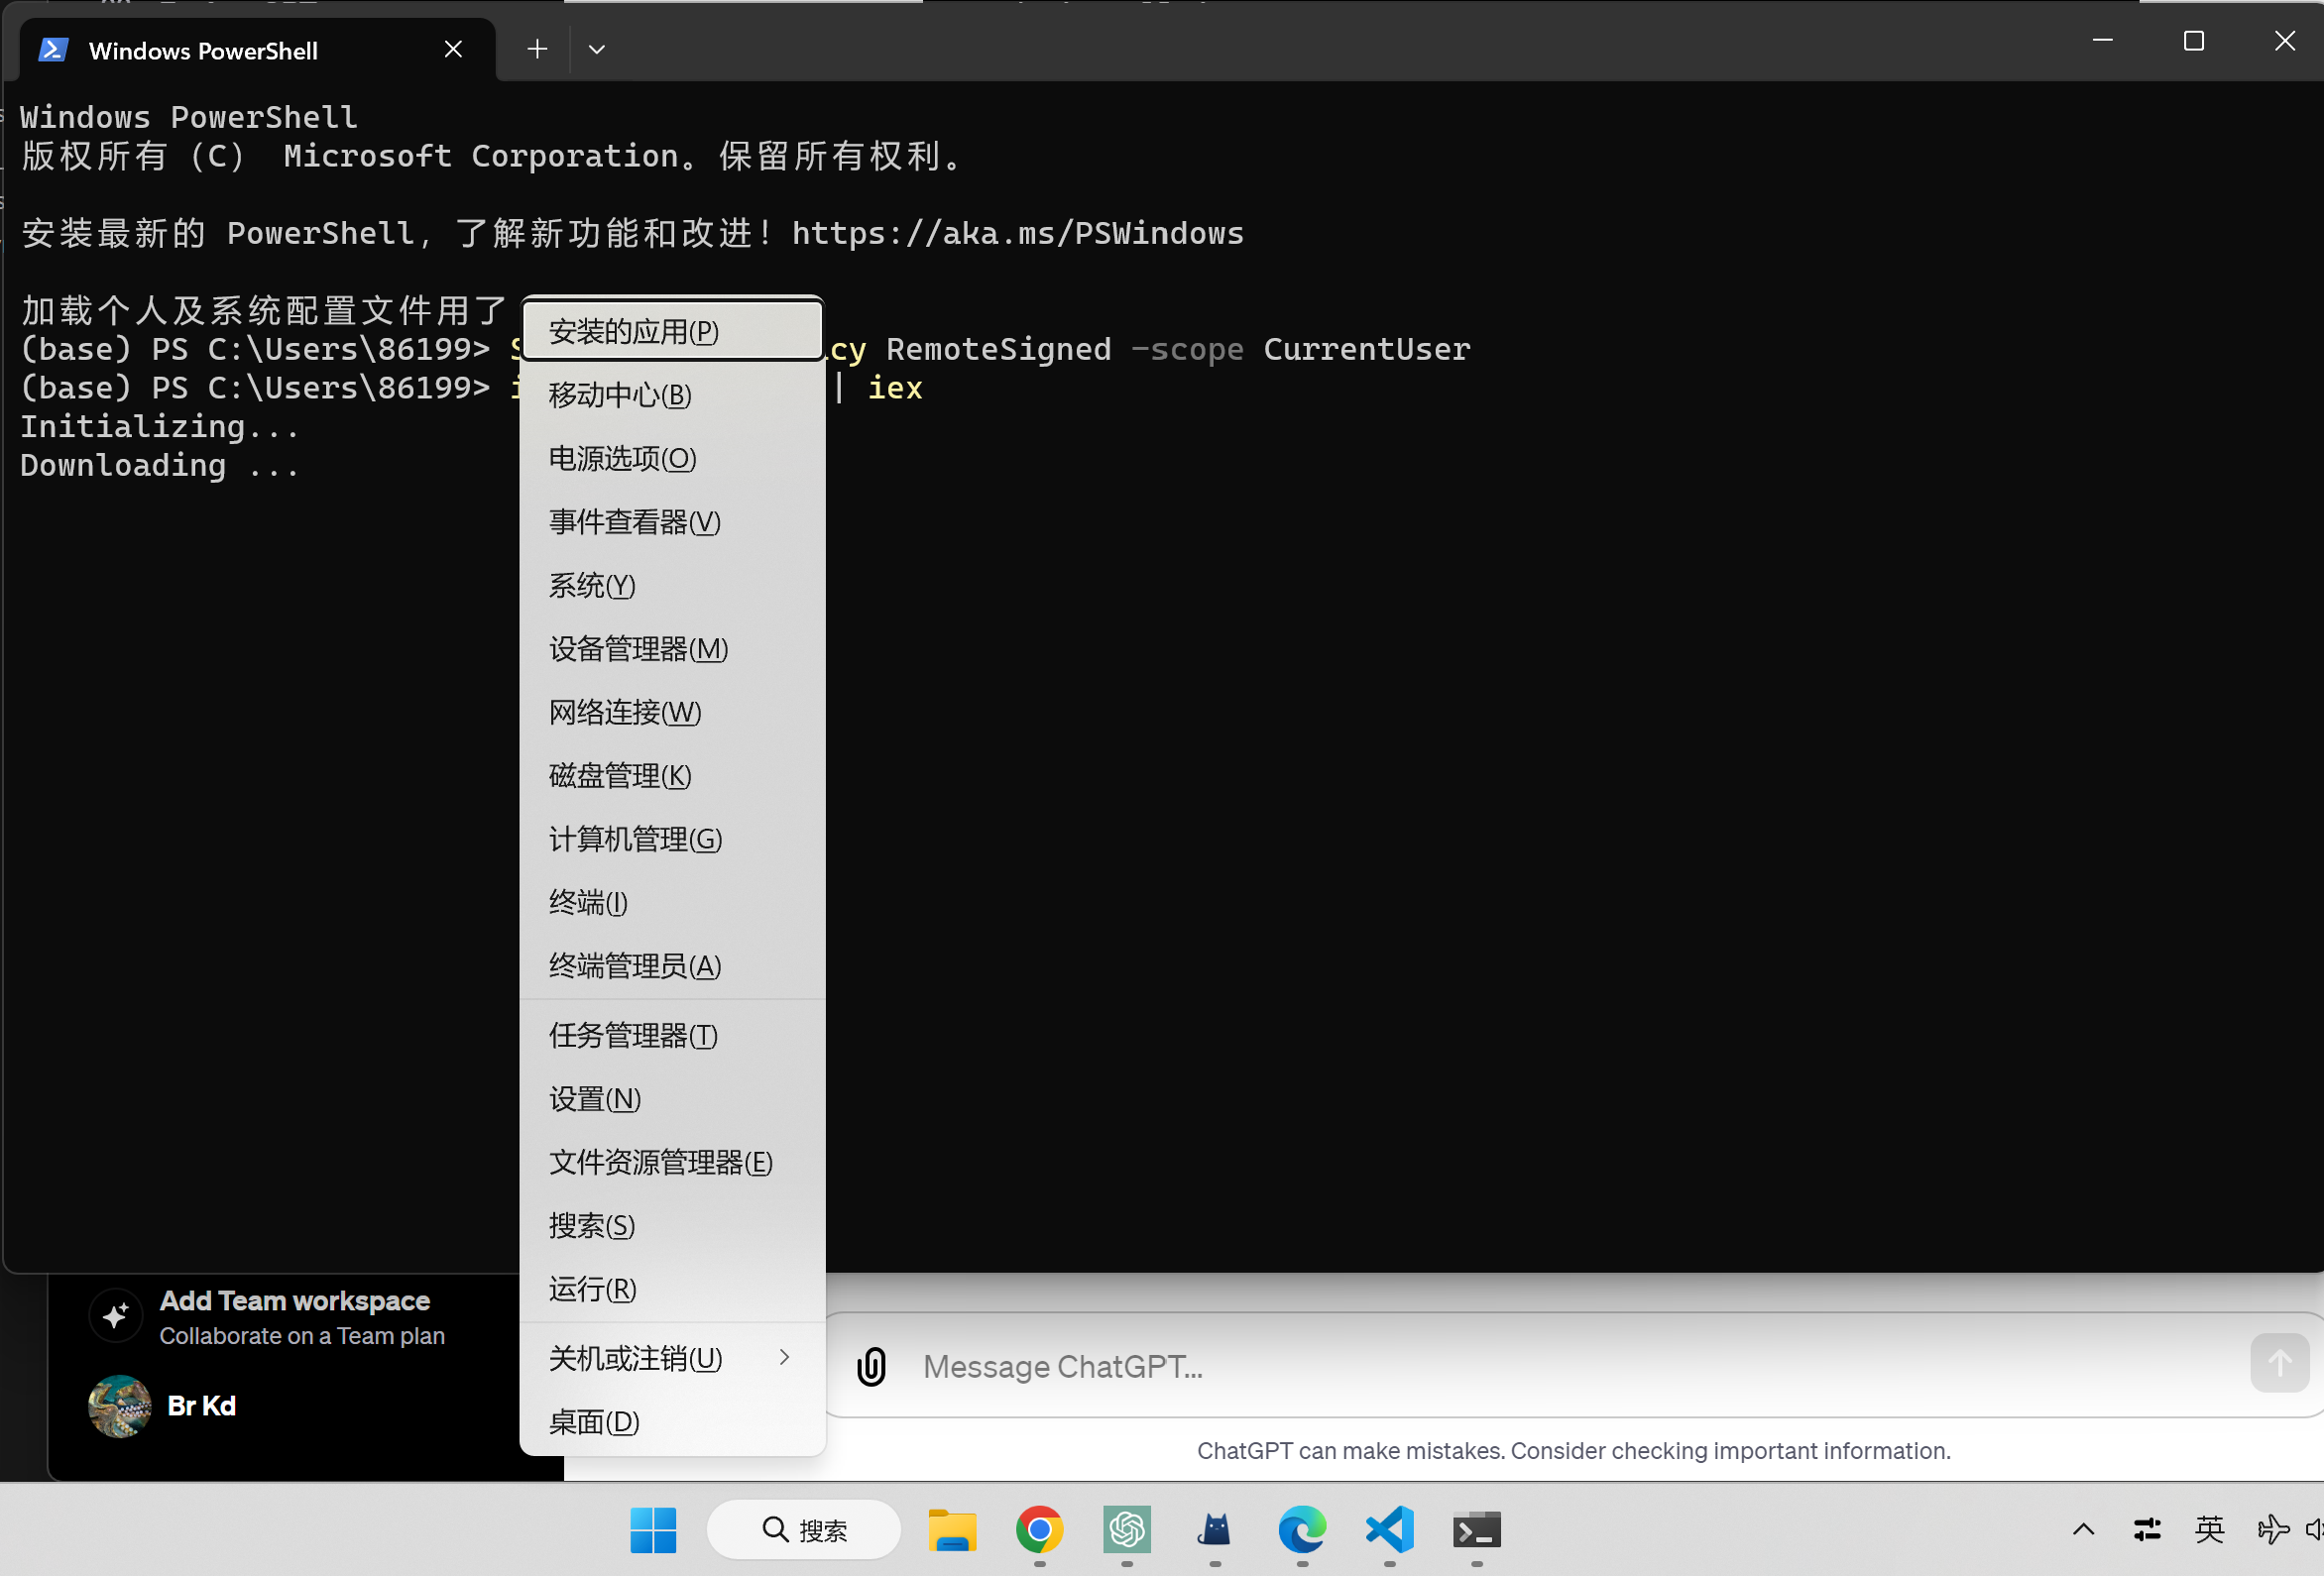 Windows PowerShell
Windows PowerShell
版权所有 (C) Microsoft Corporation。保留所有权利。
安装最新的 PowerShell,了解新功能和改进!https://aka.ms/PSWindows
加载个人及系统配置文件用了
(base) PS C:\Users\86199> RemoteSigned -scope CurrentUser
(base) PS C:\Users\86199> | iex
Initializing...
Downloading ...
安装的应用(P)
移动中心(B)
电源选项(O)
事件查看器(V)
系统(Y)
设备管理器(M)
网络连接(W)
磁盘管理(K)
计算机管理(G)
终端(I)
终端管理员(A)
任务管理器(T)
设置(N)
文件资源管理器(E)
搜索(S)
运行(R)
关机或注销(U)
桌面(D)
Add Team workspace
Collaborate on a Team plan
Br Kd
Message ChatGPT...
ChatGPT can make mistakes. Consider checking important information.
搜索
英